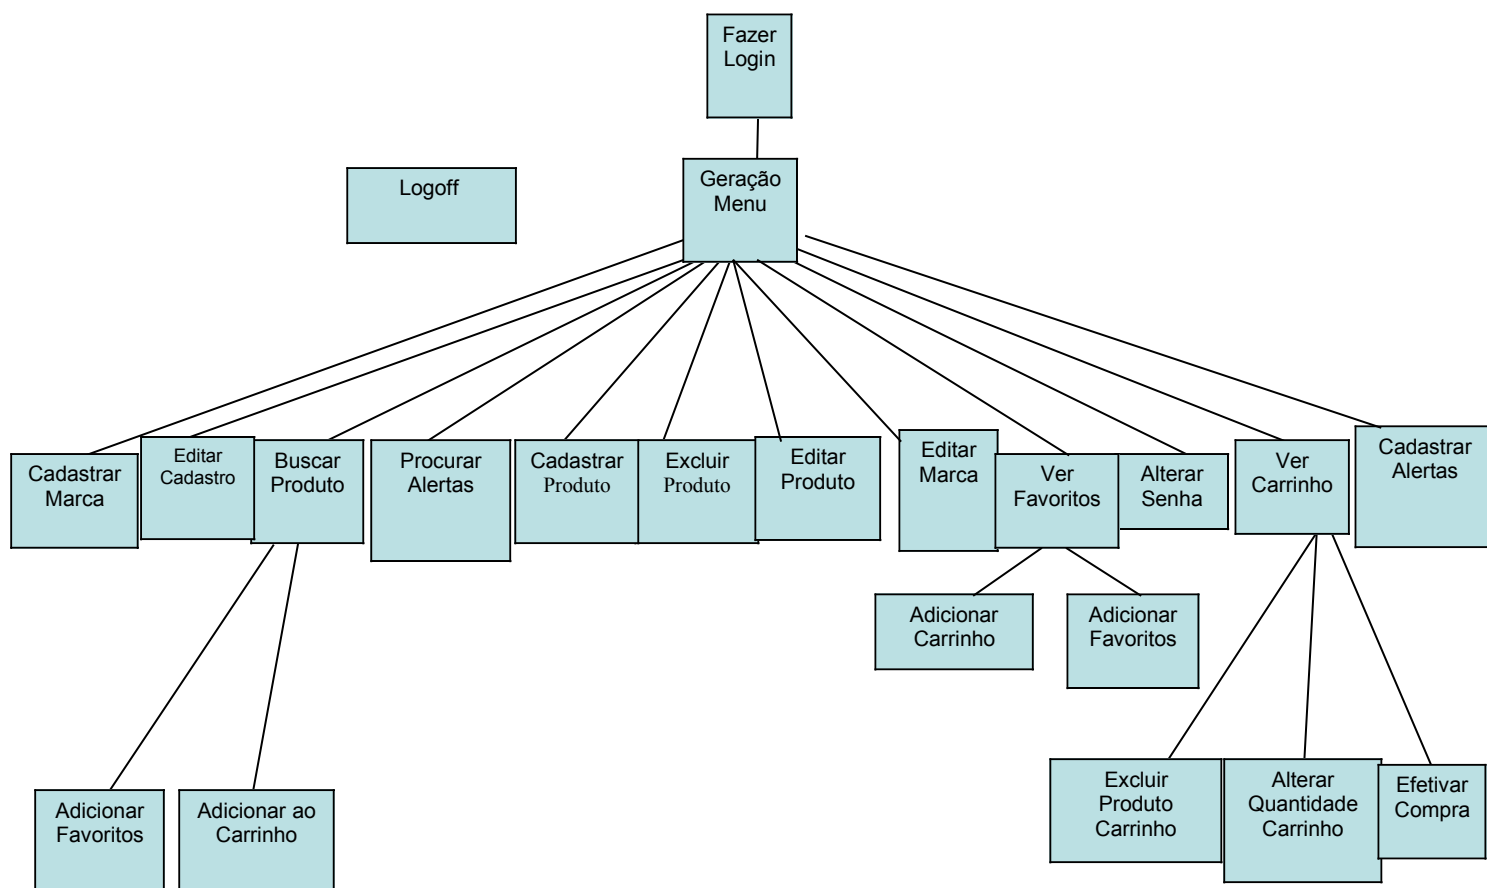 Fazer
Login
Logoff
Geração
Menu
Cadastrar
Marca
Editar
Cadastro
Buscar
Produto
Procurar
Alertas
Cadastrar
Produto
Excluir
Produto
Editar
Produto
Editar
Marca
Ver
Favoritos
Alterar
Senha
Ver
Carrinho
Cadastrar
Alertas
Adicionar
Carrinho
Adicionar
Favoritos
Adicionar
Favoritos
Adicionar ao
Carrinho
Excluir
Produto
Carrinho
Alterar
Quantidade
Carrinho
Efetivar
Compra